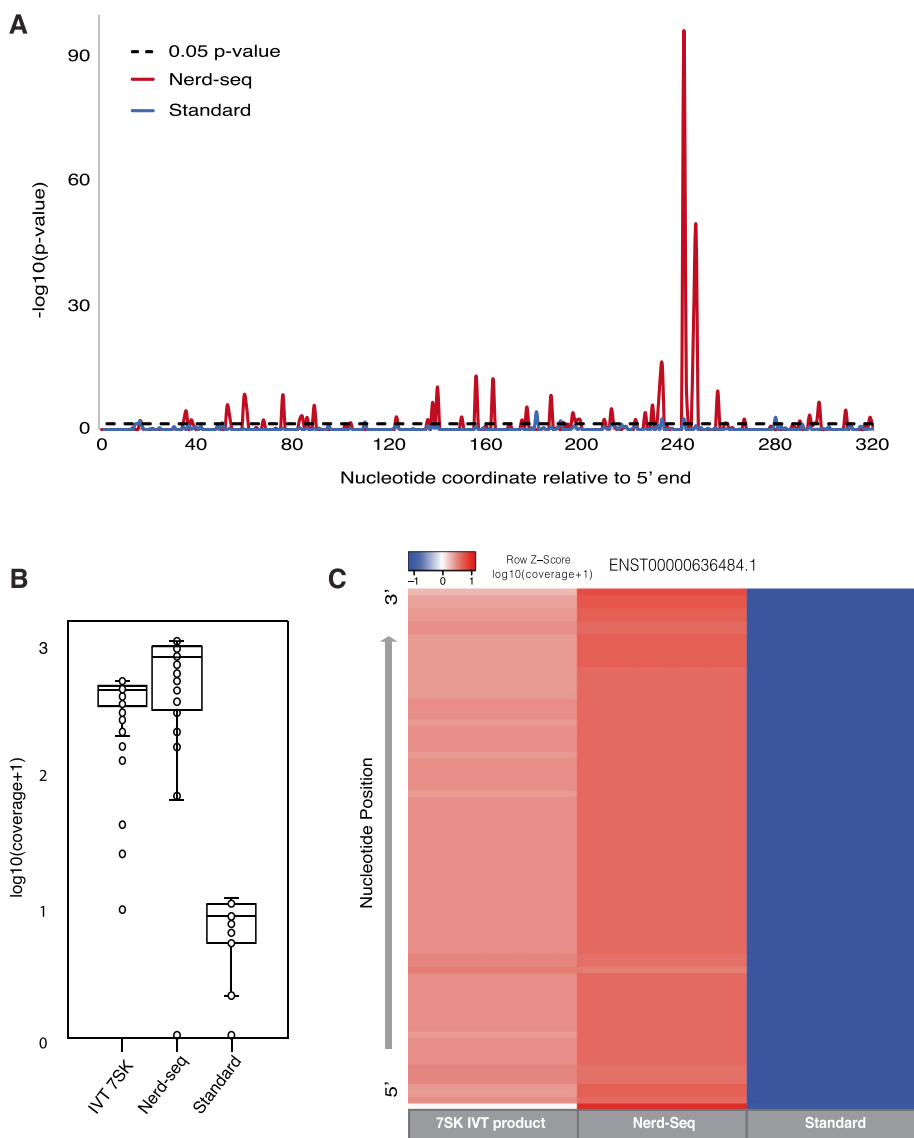 A
0.05 p-value
Nerd-seq
Standard
-log10(p-value)
90
60
30
0
0 40 80 120 160 200 240 280 320
Nucleotide coordinate relative to 5' end
B
log10(coverage+1)
3
2
1
0
IVT 7SK
Nerd-seq
Standard
C
Row Z–Score
log10(coverage+1)
−1 0 1
ENST00000636484.1
3'
Nucleotide Position
5'
7SK IVT product
Nerd-Seq
Standard